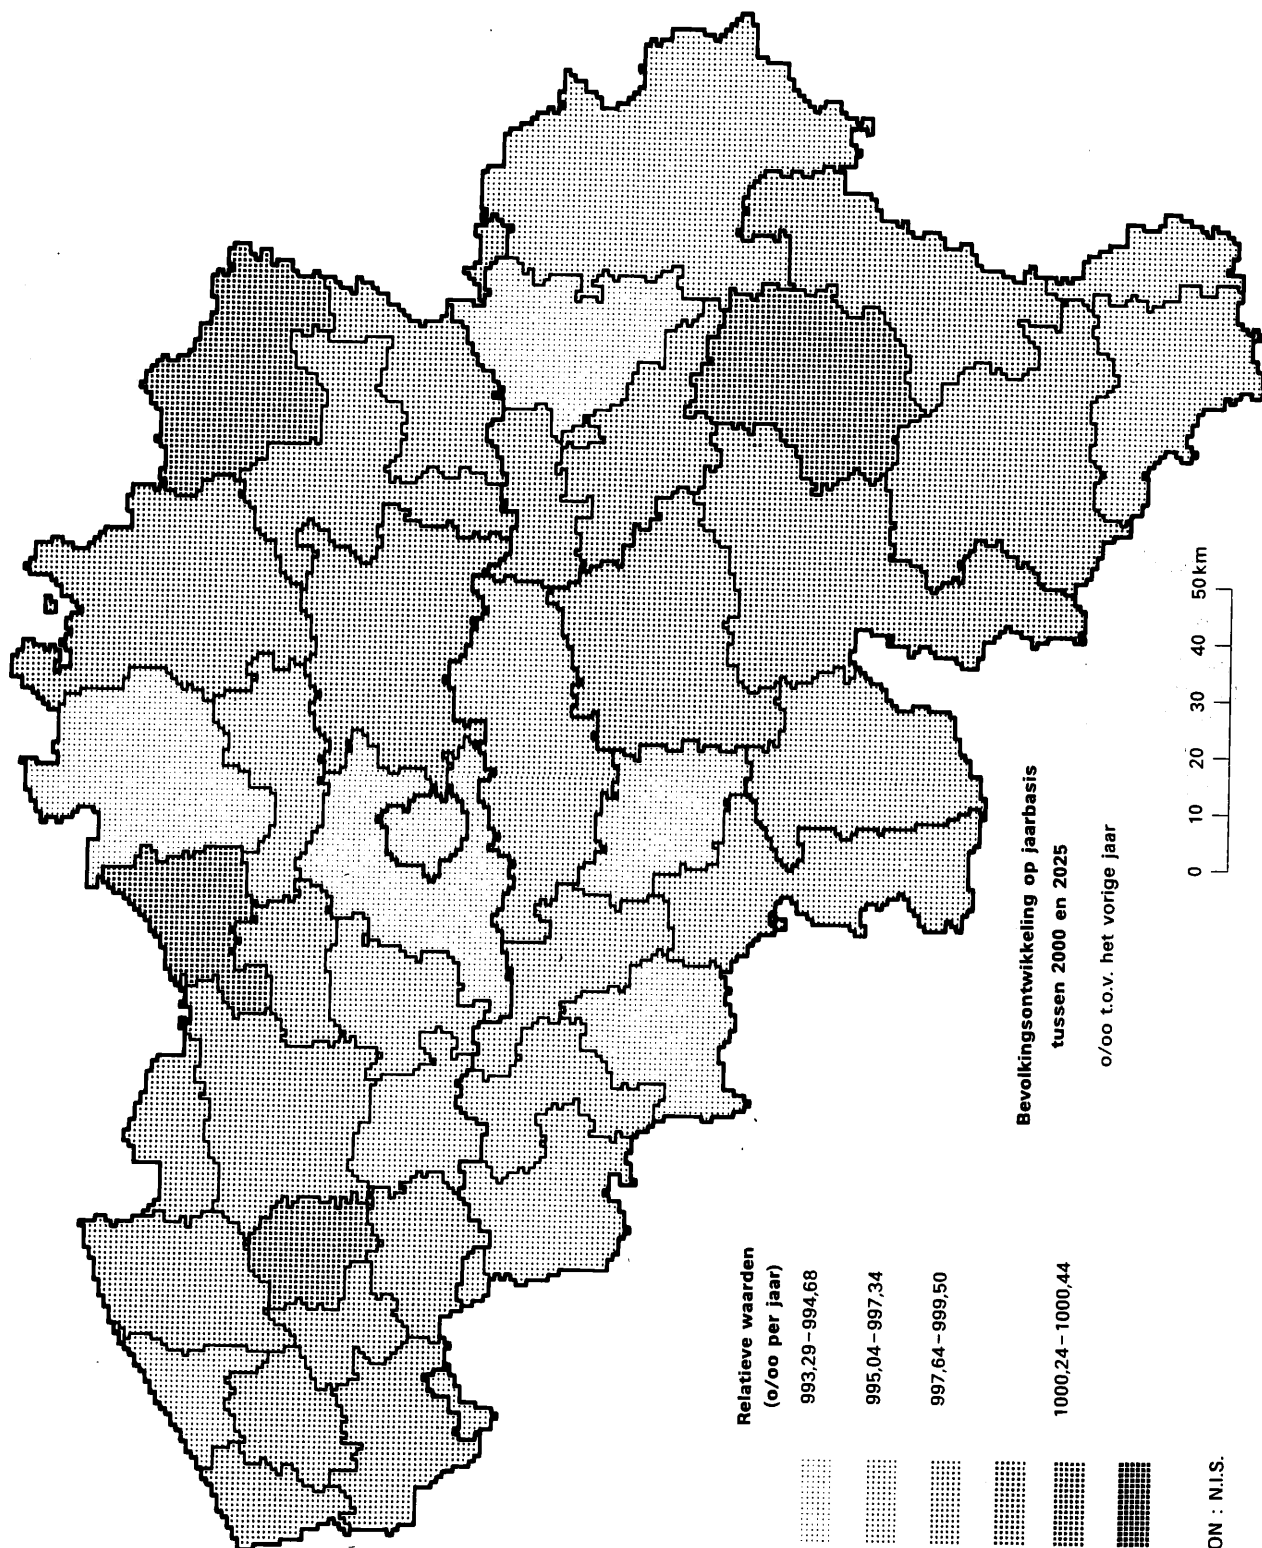 Bevolkingsontwikkeling op jaarbasis
tussen 2000 en 2025
o/oo t.o.v. het vorige jaar
0 10 20 30 40 50 km
Relatieve waarden
(o/oo per jaar)
993,29–994,68
995,04–997,34
997,64–999,50
1000,24–1000,44
ON : N.I.S.